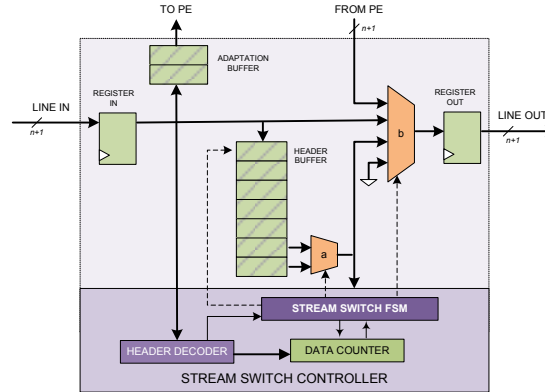 TO PE
FROM PE
n+1
ADAPTATION
BUFFER
LINE IN
n+1
REGISTER
IN
HEADER
BUFFER
a
b
REGISTER
OUT
LINE OUT
n+1
STREAM SWITCH FSM
HEADER DECODER
DATA COUNTER
STREAM SWITCH CONTROLLER